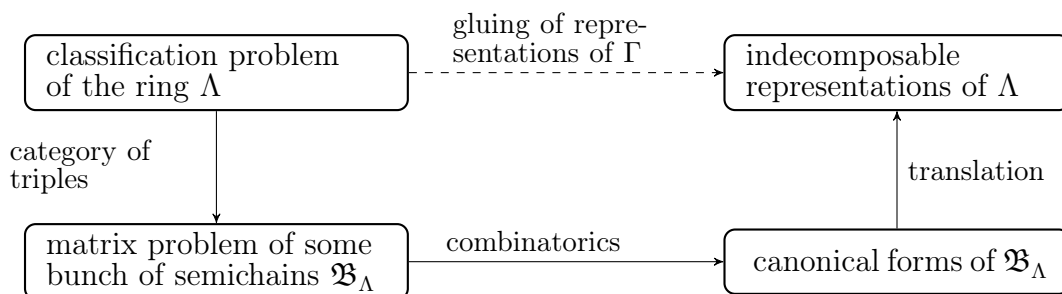 classification problem
of the ring Λ
gluing of repre-
sentations of Γ
indecomposable
representations of Λ
category of
triples
translation
matrix problem of some
bunch of semichains 𝔅_Λ
combinatorics
canonical forms of 𝔅_Λ